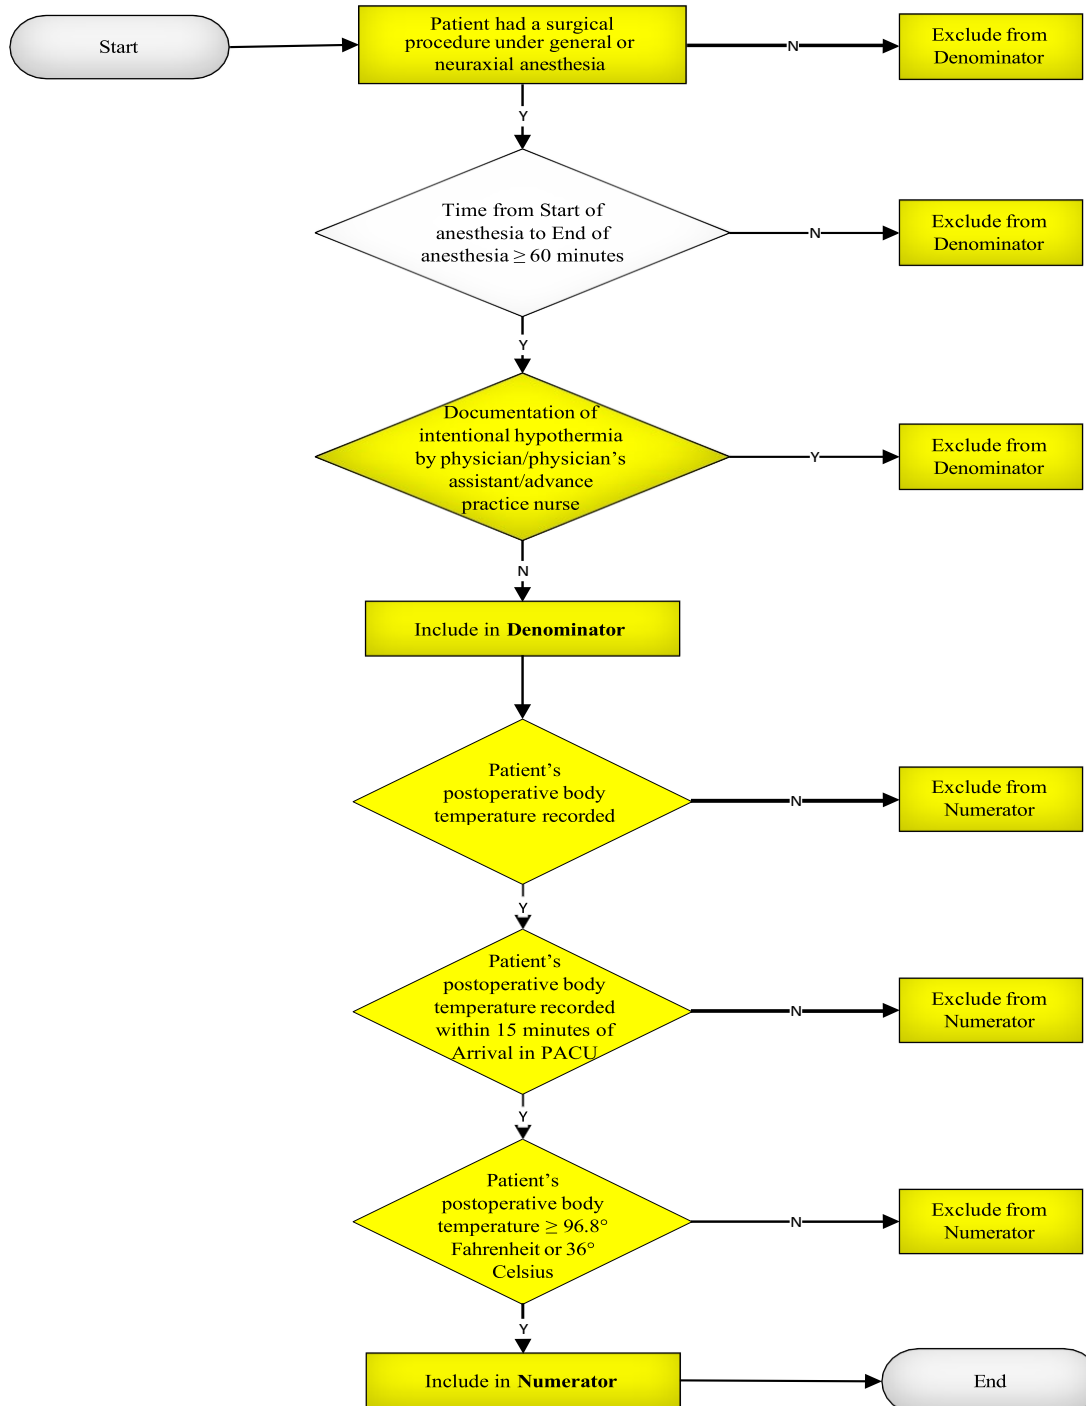 Start
Patient had a surgical
procedure under general or
neuraxial anesthesia
N
Exclude from
Denominator
Y
Time from Start of
anesthesia to End of
anesthesia ≥ 60 minutes
N
Exclude from
Denominator
Y
Documentation of
intentional hypothermia
by physician/physician's
assistant/advance
practice nurse
Y
Exclude from
Denominator
N
Include in Denominator
Patient's
postoperative body
temperature recorded
N
Exclude from
Numerator
Y
Patient's
postoperative body
temperature recorded
within 15 minutes of
Arrival in PACU
N
Exclude from
Numerator
Y
Patient's
postoperative body
temperature ≥ 96.8°
Fahrenheit or 36°
Celsius
N
Exclude from
Numerator
Y
Include in Numerator
End